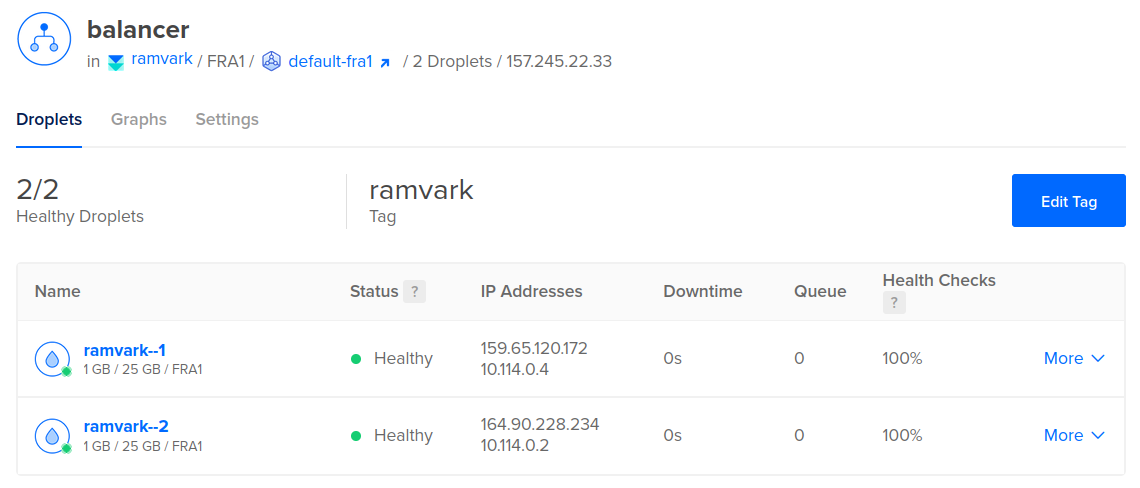 balancer
in ramvark / FRA1 / default-fra1 / 2 Droplets / 157.245.22.33
Droplets Graphs Settings
2/2 ramvark
Healthy Droplets Tag
Edit Tag
Name Status ? IP Addresses Downtime Queue Health Checks ?
ramvark--1 Healthy 159.65.120.172 0s 0 100% More
1 GB / 25 GB / FRA1 10.114.0.4
ramvark--2 Healthy 164.90.228.234 0s 0 100% More
1 GB / 25 GB / FRA1 10.114.0.2